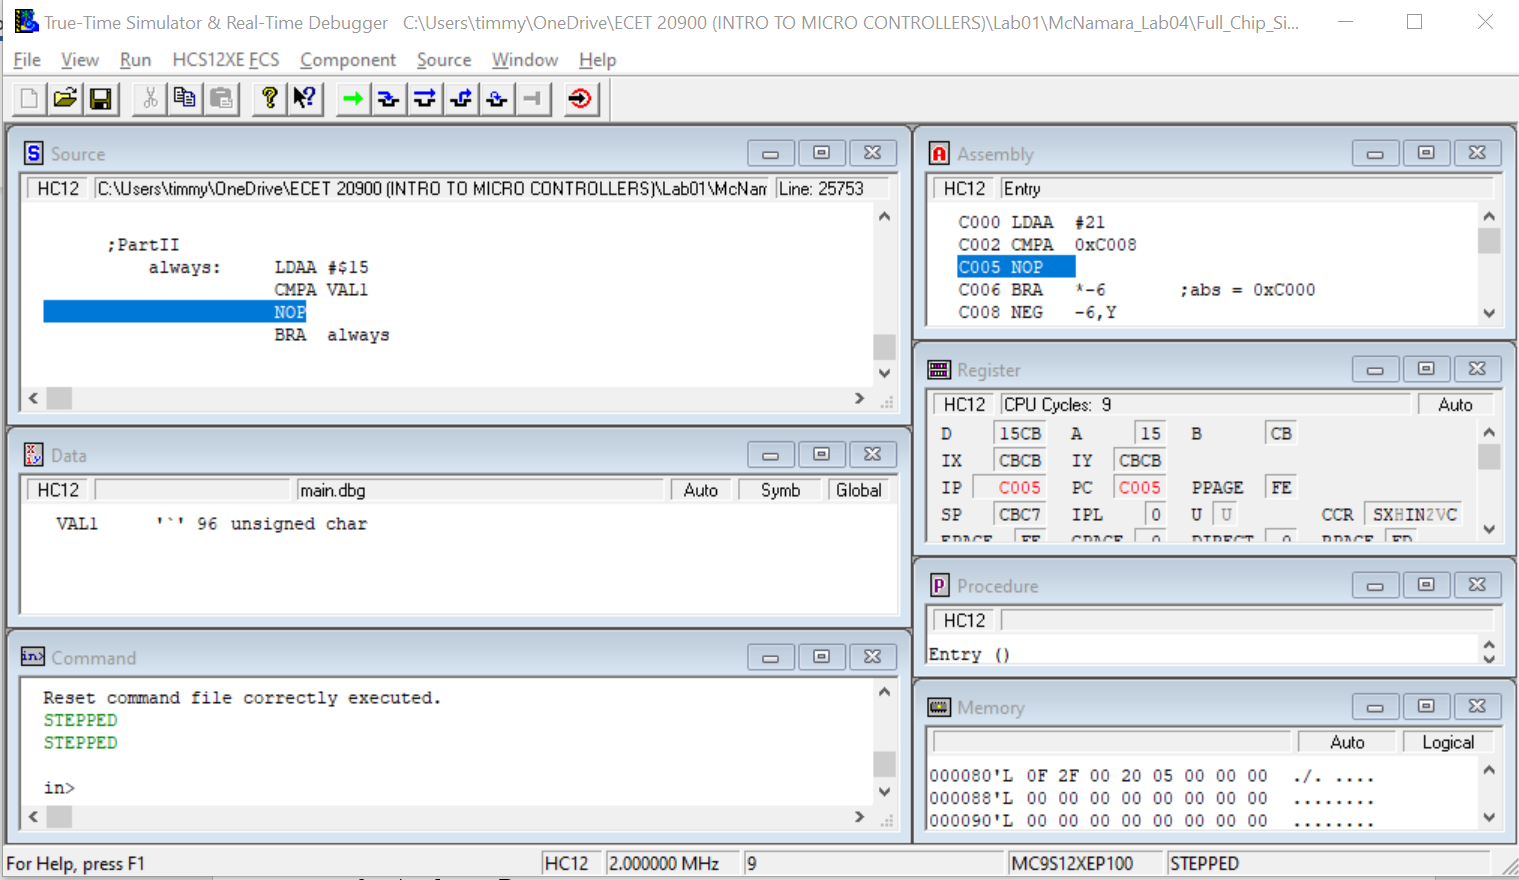 True-Time Simulator & Real-Time Debugger C:\Users\timmy\OneDrive\ECET 20900 (INTRO TO MICRO CONTROLLERS)\Lab01\McNamara_Lab04\Full_Chip_Si...
File View Run HCS12XE FCS Component Source Window Help
Source
HC12 C:\Users\timmy\OneDrive\ECET 20900 (INTRO TO MICRO CONTROLLERS)\Lab01\McNam Line: 25753
;PartII
always: LDAA #$15
CMPA VAL1
NOP
BRA always
Data
HC12 main.dbg Auto Symb Global
VAL1 '`' 96 unsigned char
Command
Reset command file correctly executed.
STEPPED
STEPPED
in>
Assembly
HC12 Entry
C000 LDAA #21
C002 CMPA 0xC008
C005 NOP
C006 BRA *-6 ;abs = 0xC000
C008 NEG -6,Y
Register
HC12 CPU Cycles: 9 Auto
D 15CB A 15 B CB
IX CBCB IY CBCB
IP C005 PC C005 PPAGE FE
SP CBC7 IPL 0 U U CCR SXHINZVC
EPAGE FF GPAGE 0 DIRECT 0 RPAGE FD
Procedure
HC12
Entry ()
Memory
Auto Logical
000080'L 0F 2F 00 20 05 00 00 00 ./. ....
000088'L 00 00 00 00 00 00 00 00 ........
000090'L 00 00 00 00 00 00 00 00 ........
For Help, press F1 HC12 2.000000 MHz 9 MC9S12XEP100 STEPPED